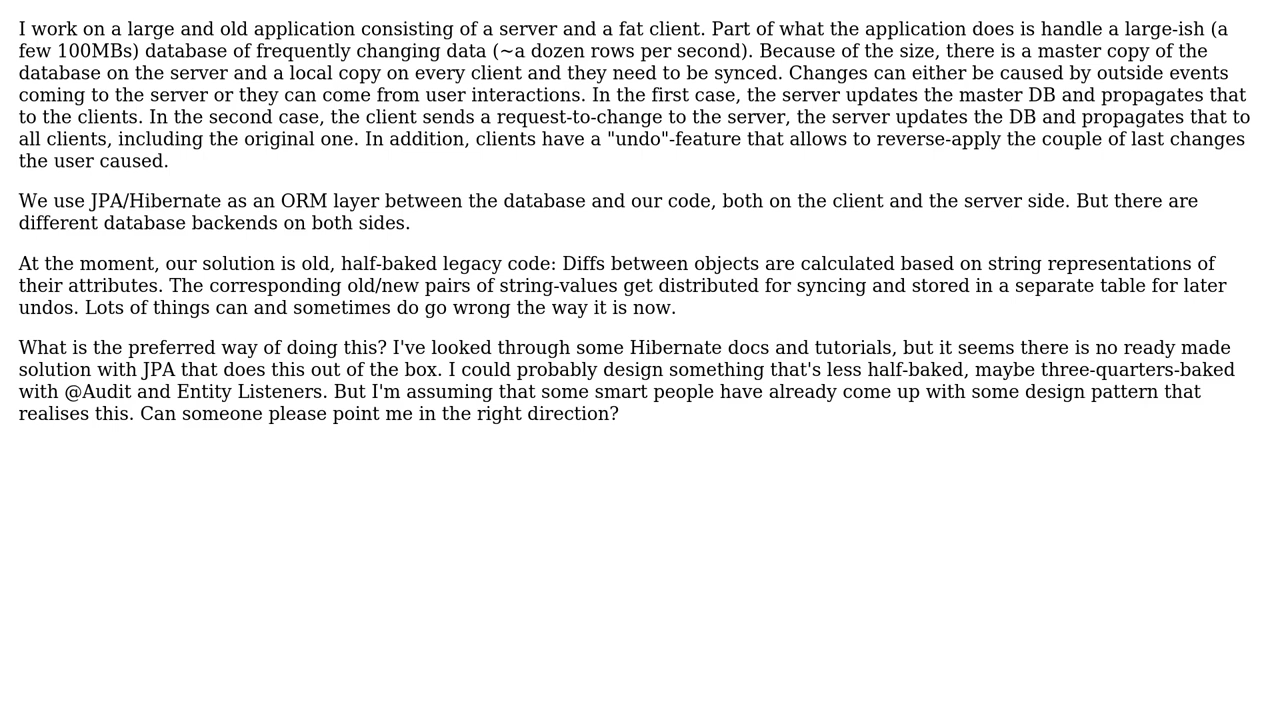 I work on a large and old application consisting of a server and a fat client. Part of what the application does is handle a large-ish (a
few 100MBs) database of frequently changing data (~a dozen rows per second). Because of the size, there is a master copy of the
database on the server and a local copy on every client and they need to be synced. Changes can either be caused by outside events
coming to the server or they can come from user interactions. In the first case, the server updates the master DB and propagates that
to the clients. In the second case, the client sends a request-to-change to the server, the server updates the DB and propagates that to
all clients, including the original one. In addition, clients have a "undo"-feature that allows to reverse-apply the couple of last changes
the user caused.
We use JPA/Hibernate as an ORM layer between the database and our code, both on the client and the server side. But there are
different database backends on both sides.
At the moment, our solution is old, half-baked legacy code: Diffs between objects are calculated based on string representations of
their attributes. The corresponding old/new pairs of string-values get distributed for syncing and stored in a separate table for later
undos. Lots of things can and sometimes do go wrong the way it is now.
What is the preferred way of doing this? I've looked through some Hibernate docs and tutorials, but it seems there is no ready made
solution with JPA that does this out of the box. I could probably design something that's less half-baked, maybe three-quarters-baked
with @Audit and Entity Listeners. But I'm assuming that some smart people have already come up with some design pattern that
realises this. Can someone please point me in the right direction?